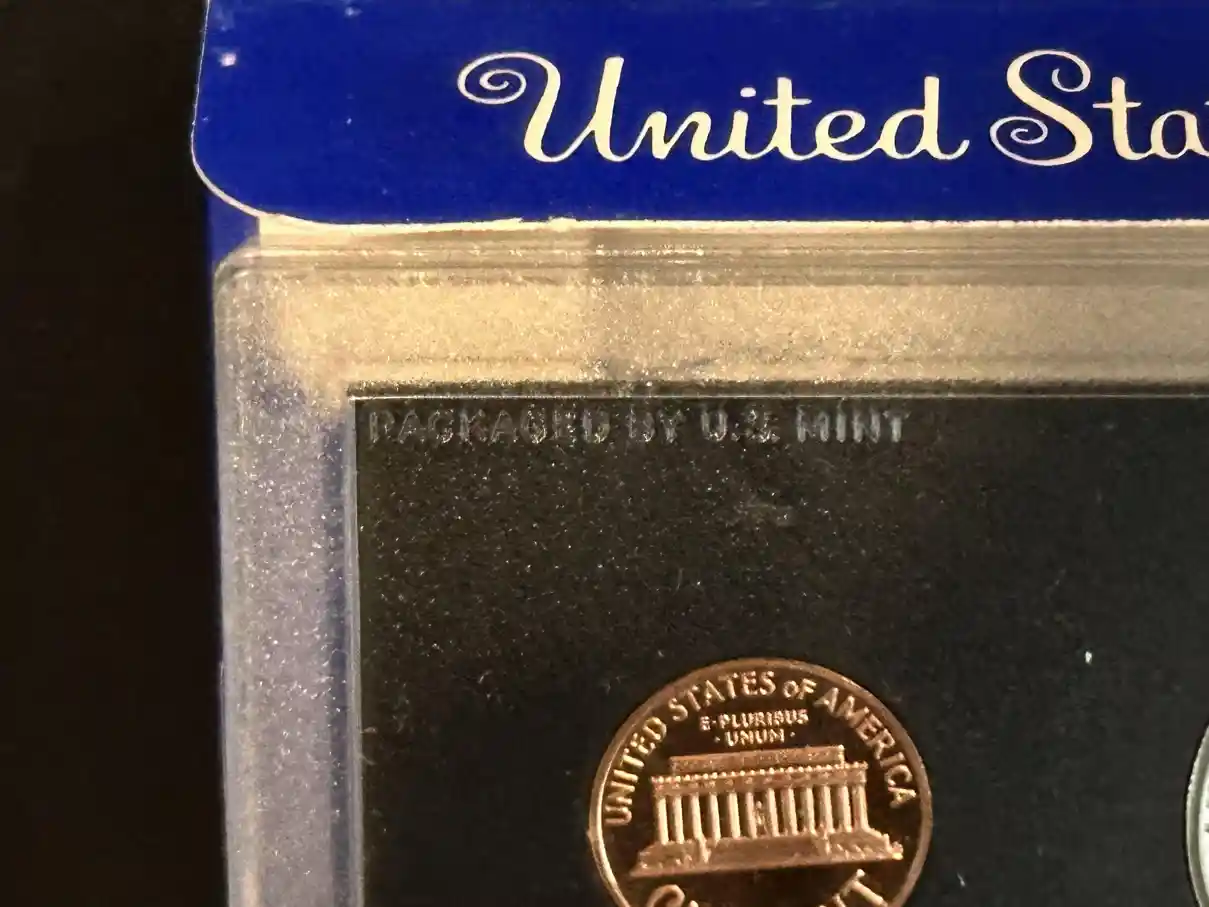 United Sta
PACKAGED BY U.S. MINT
UNITED STATES OF AMERICA
E·PLURIBUS
·UNUM·